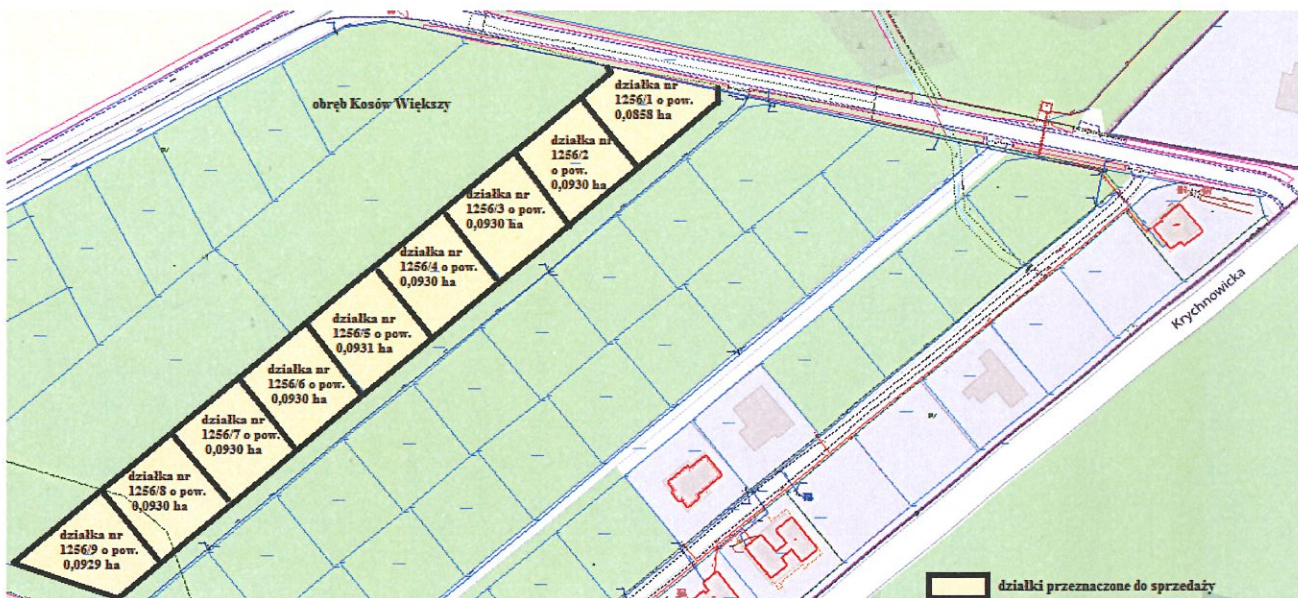 obręb Kosów Większy
działka nr
1256/1 o pow.
0,0858 ha
działka nr
1256/2
o pow.
0,0930 ha
działka nr
1256/3 o pow.
0,0930 ha
działka nr
1256/4 o pow.
0,0930 ha
działka nr
1256/5 o pow.
0,0931 ha
działka nr
1256/6 o pow.
0,0930 ha
działka nr
1256/7 o pow.
0,0930 ha
działka nr
1256/8 o pow.
0,0930 ha
działka nr
1256/9 o pow.
0,0929 ha
Krychnowicka
działki przeznaczone do sprzedaży